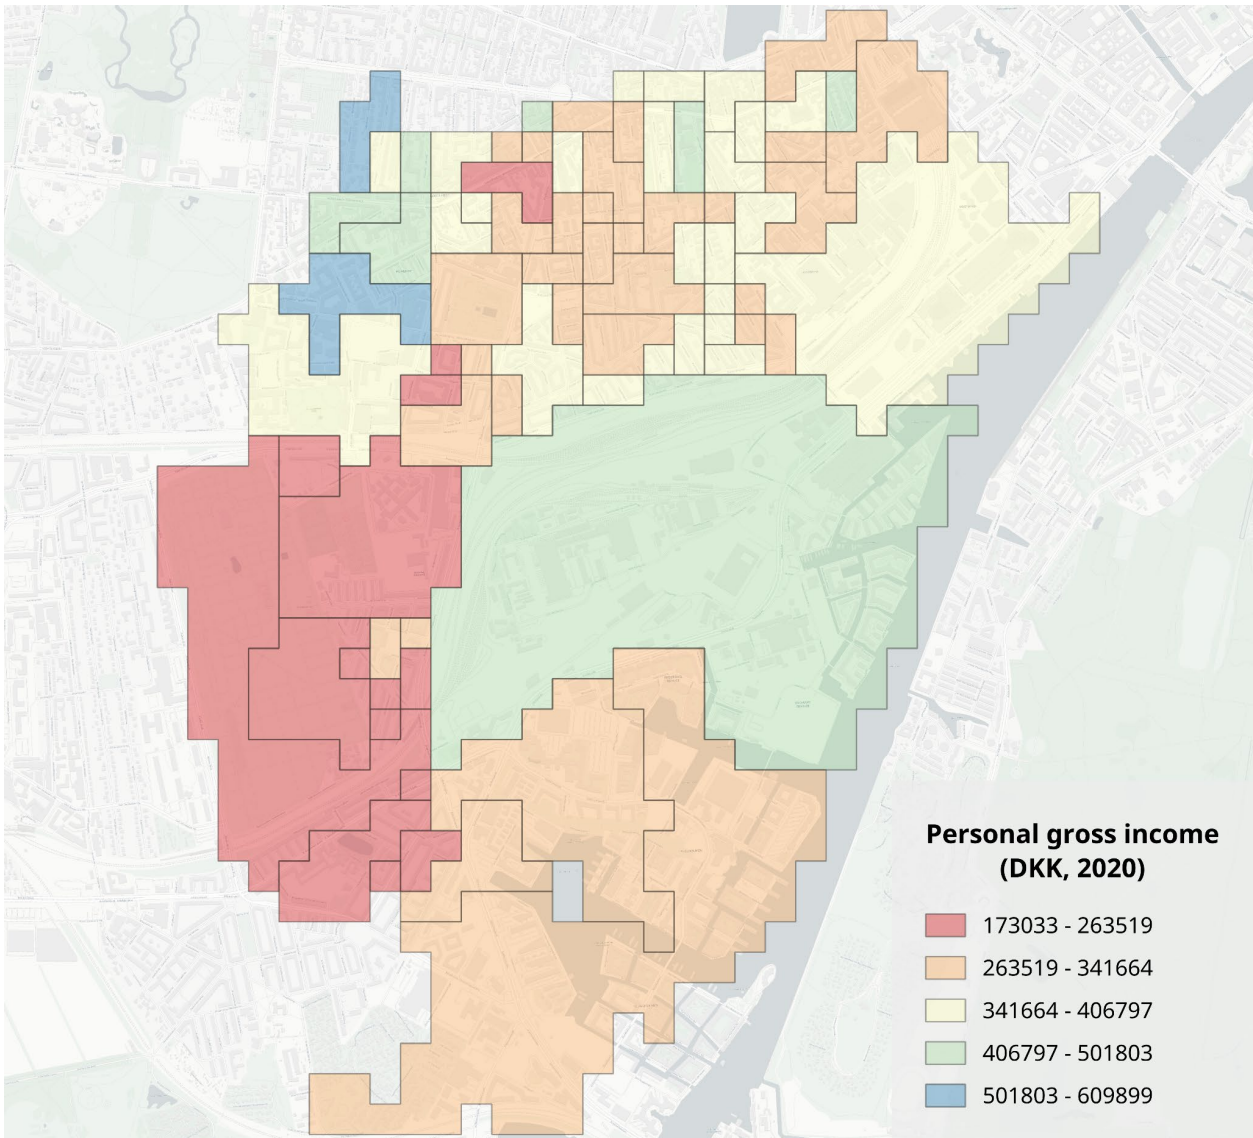 Personal gross income
(DKK, 2020)
173033 - 263519
263519 - 341664
341664 - 406797
406797 - 501803
501803 - 609899